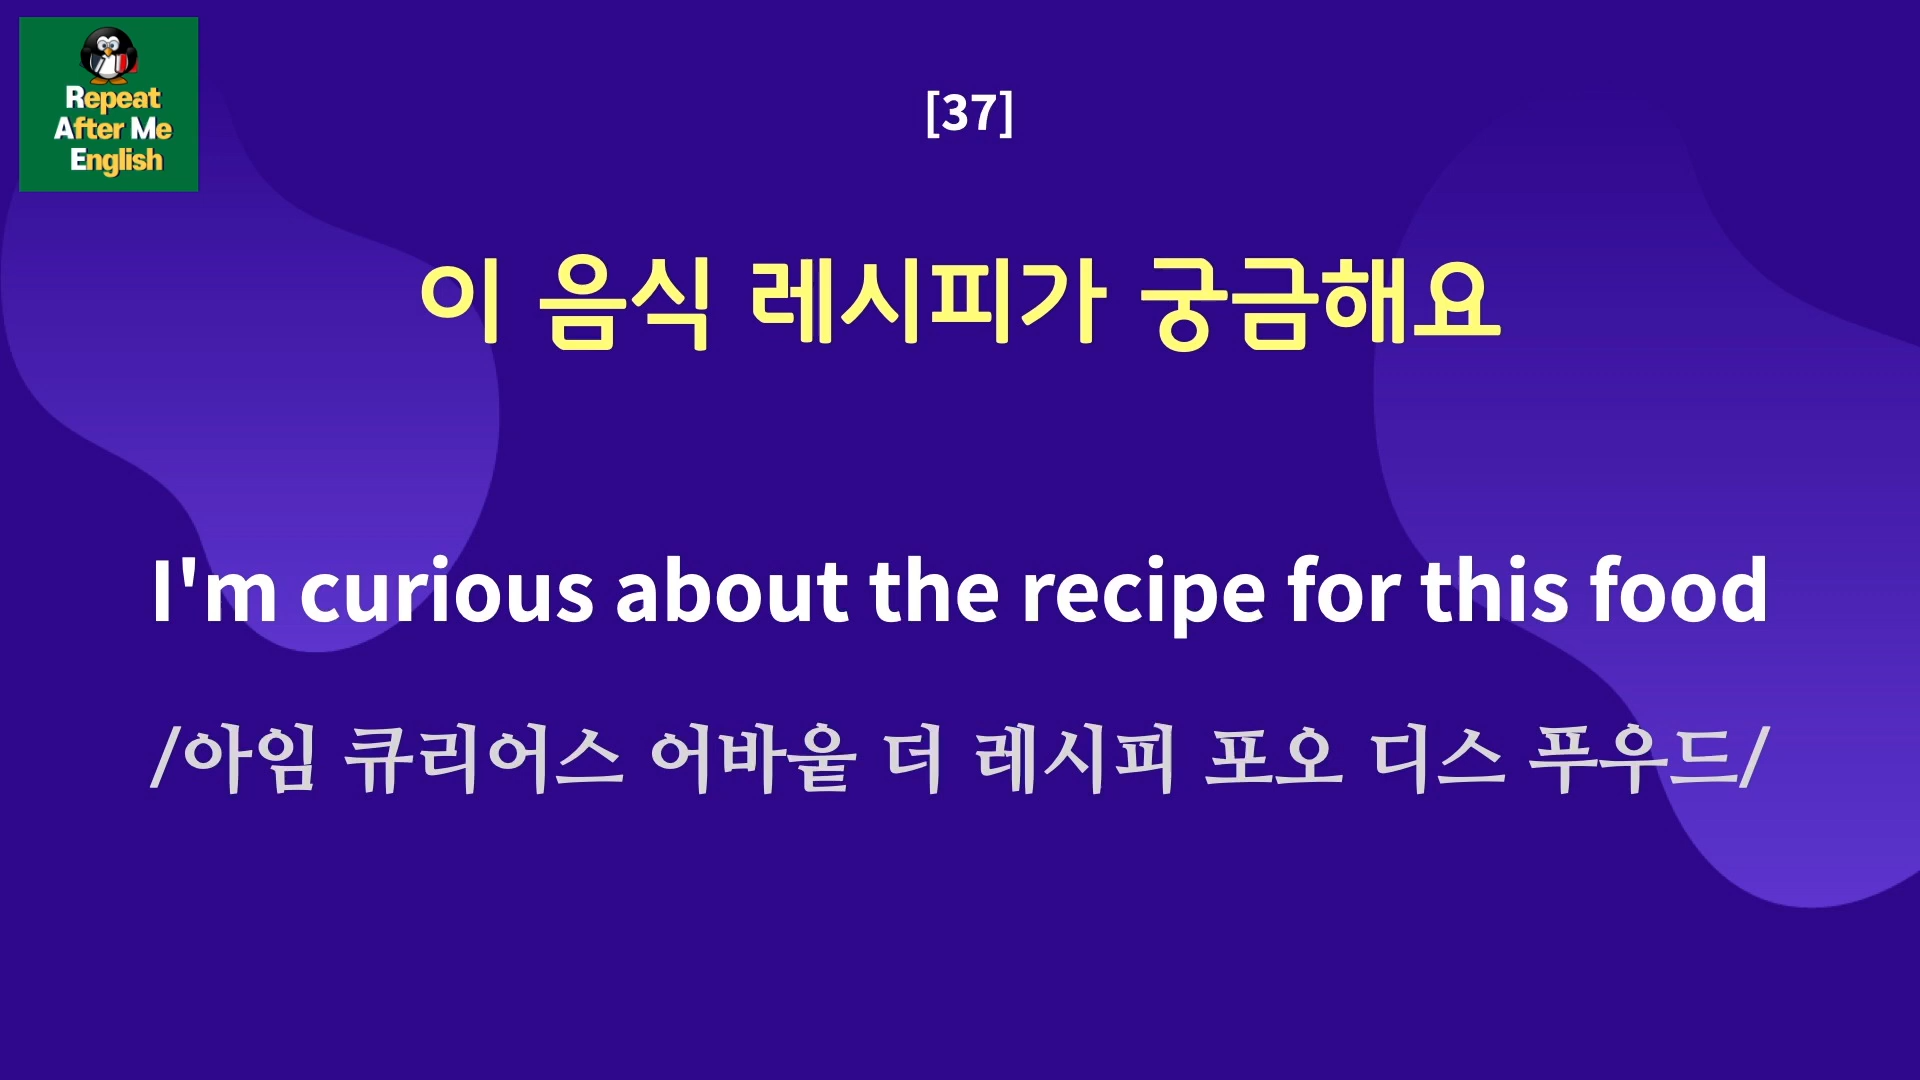 Repeat
After Me
English
[37]
이 음식 레시피가 궁금해요
I'm curious about the recipe for this food
/아임 큐리어스 어바웉 더 레시피 포오 디스 푸우드/